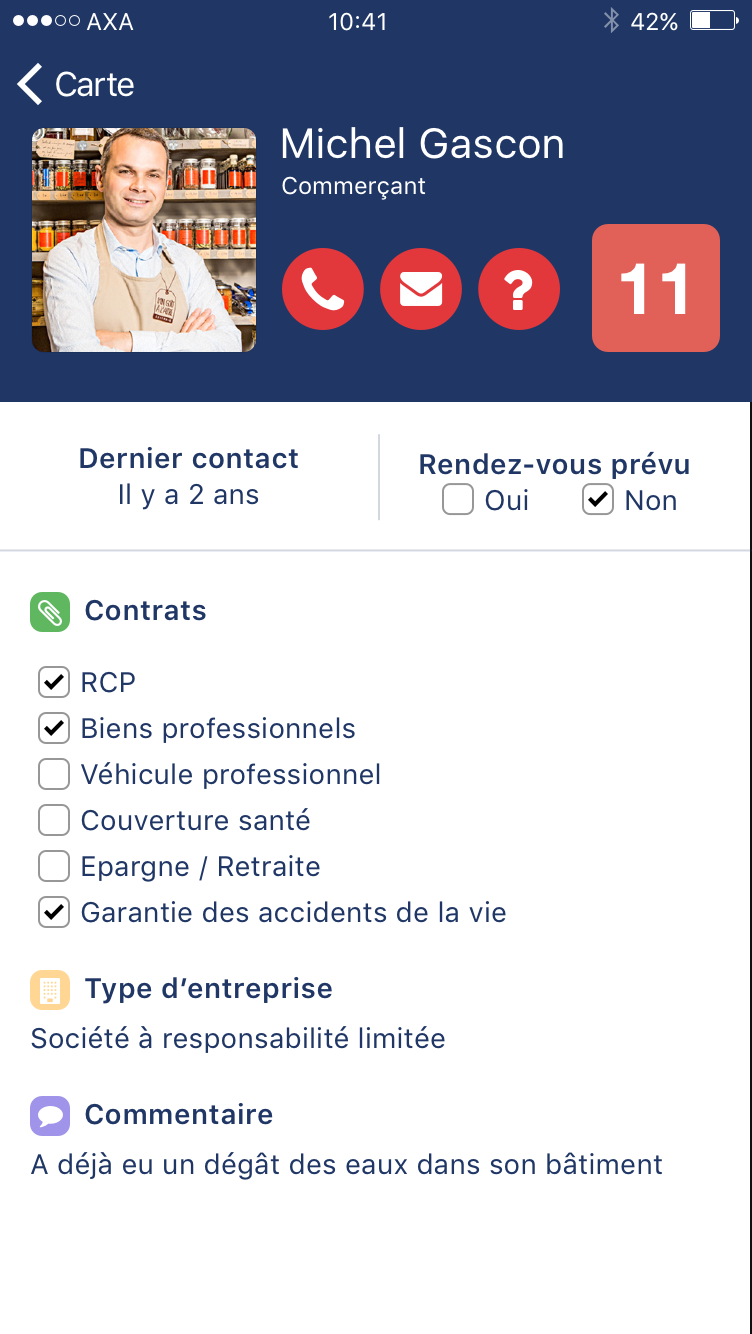 AXA 10:41 42%
Carte
Michel Gascon
Commerçant
11
Dernier contact
Il y a 2 ans
Rendez-vous prévu
Oui Non
Contrats
RCP
Biens professionnels
Véhicule professionnel
Couverture santé
Epargne / Retraite
Garantie des accidents de la vie
Type d’entreprise
Société à responsabilité limitée
Commentaire
A déjà eu un dégât des eaux dans son bâtiment